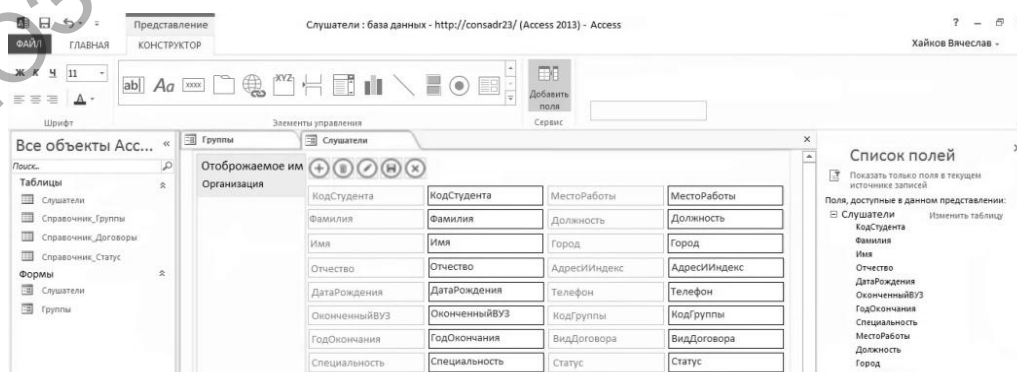 Представление
Слушатели : база данных - http://consadr23/ (Access 2013) - Access
? –
ФАЙЛ ГЛАВНАЯ КОНСТРУКТОР
Хайков Вячеслав
Ж К Ч 11
ab| Aa xxxx XYZ
Добавить поля
Шрифт Элементы управления Сервис
Все объекты Acc... «
Поиск...
Таблицы
Слушатели
Справочник_Группы
Справочник_Договоры
Справочник_Статус
Формы
Слушатели
Группы
Группы Слушатели ×
Отображаемое им
Организация
КодСтудента КодСтудента МестоРаботы МестоРаботы
Фамилия Фамилия Должность Должность
Имя Имя Город Город
Отчество Отчество АдресИИндекс АдресИИндекс
ДатаРождения ДатаРождения Телефон Телефон
ОконченныйВУЗ ОконченныйВУЗ КодГруппы КодГруппы
ГодОкончания ГодОкончания ВидДоговора ВидДоговора
Специальность Специальность Статус Статус
Список полей
Показать только поля в текущем
источнике записей
Поля, доступные в данном представлении:
Слушатели Изменить таблицу
КодСтудента
Фамилия
Имя
Отчество
ДатаРождения
ОконченныйВУЗ
ГодОкончания
Специальность
МестоРаботы
Должность
Город